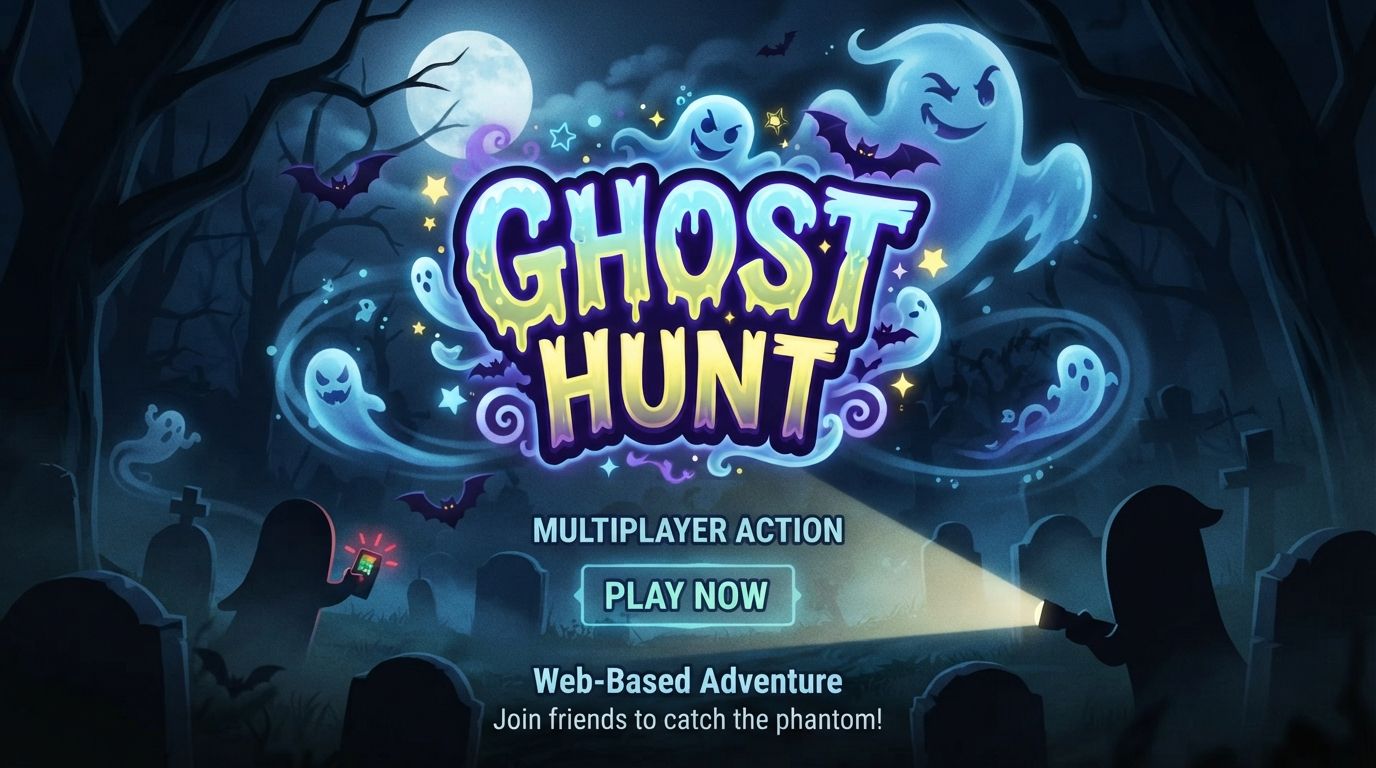 GHOST
HUNT
MULTIPLAYER ACTION
PLAY NOW
Web-Based Adventure
Join friends to catch the phantom!